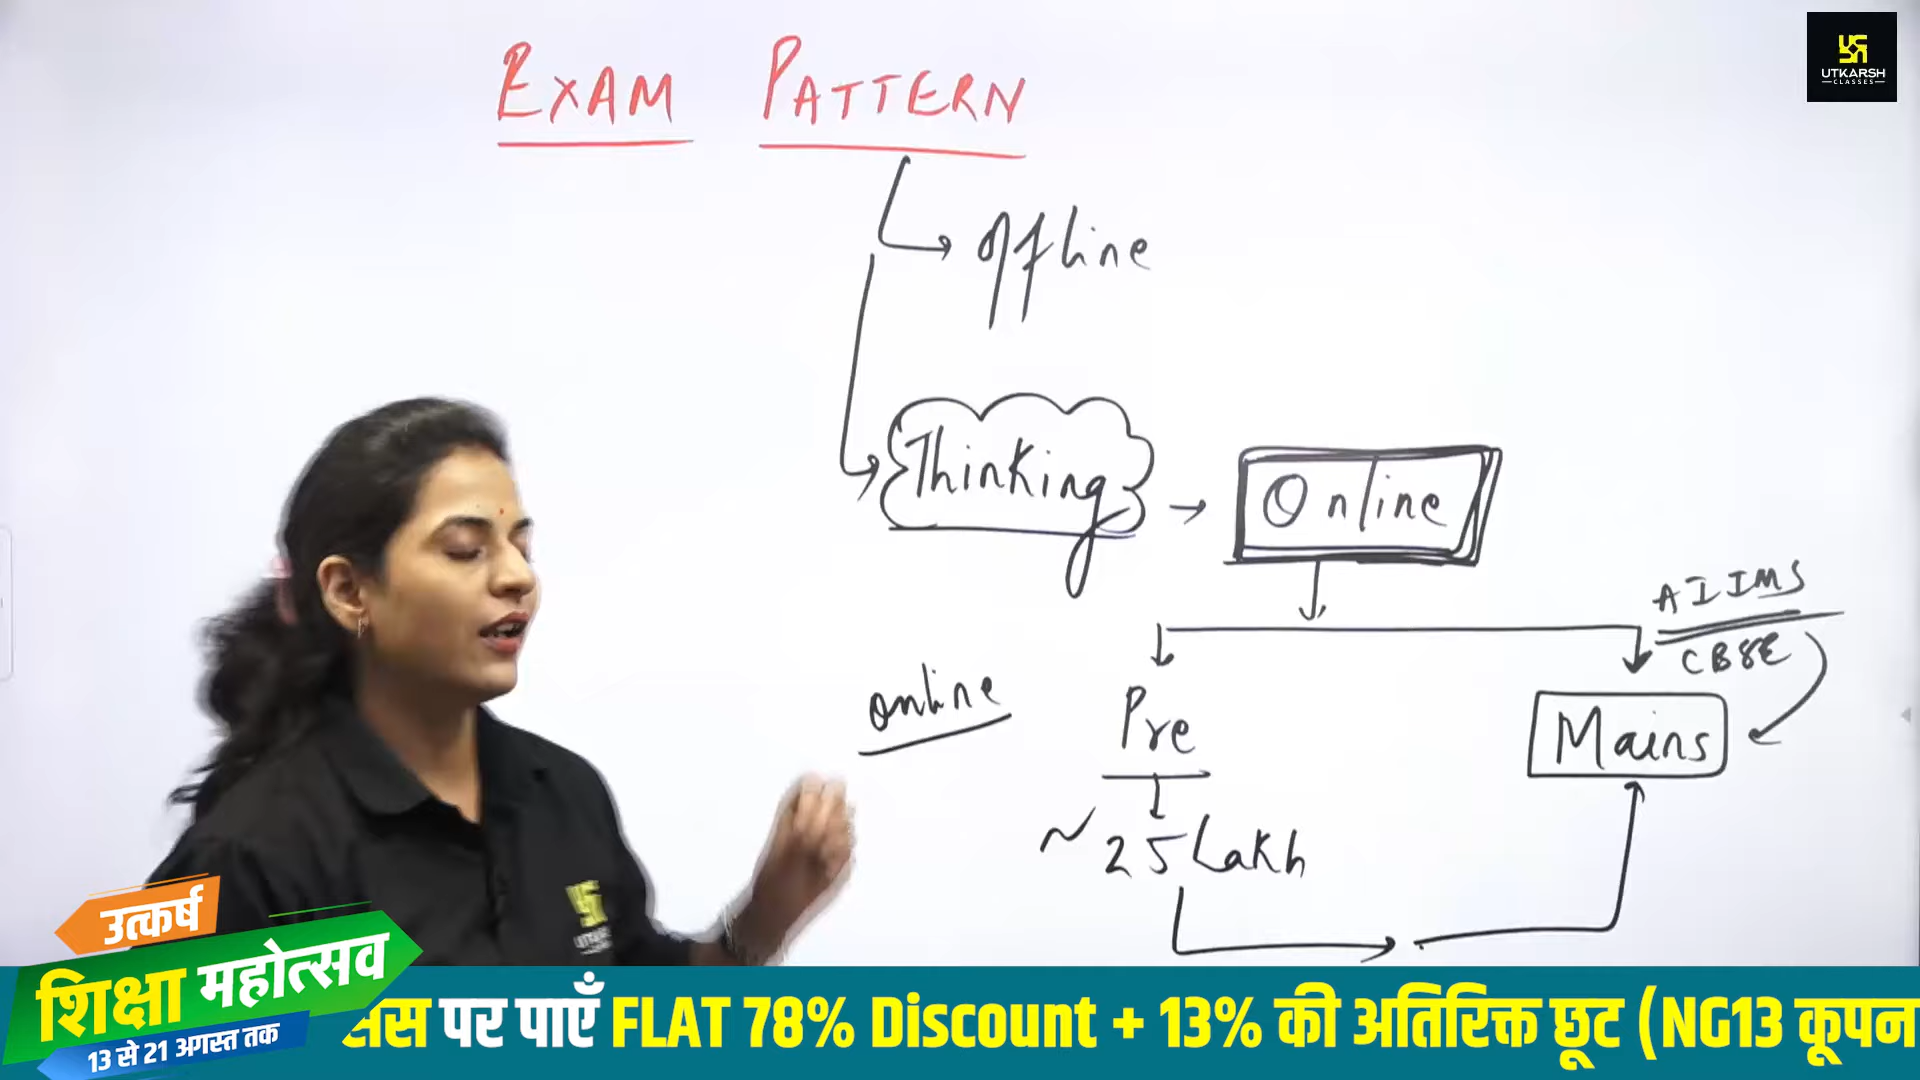 UTKARSH
CLASSES
EXAM PATTERN
Offline
Thinking → Online
AIIMS
CBSE
online
Pre
Mains
~ 25 Lakh
उत्कर्ष
शिक्षा महोत्सव
13 से 21 अगस्त तक
पर पाएँ FLAT 78% Discount + 13% की अतिरिक्त छूट (NG13 कूपन